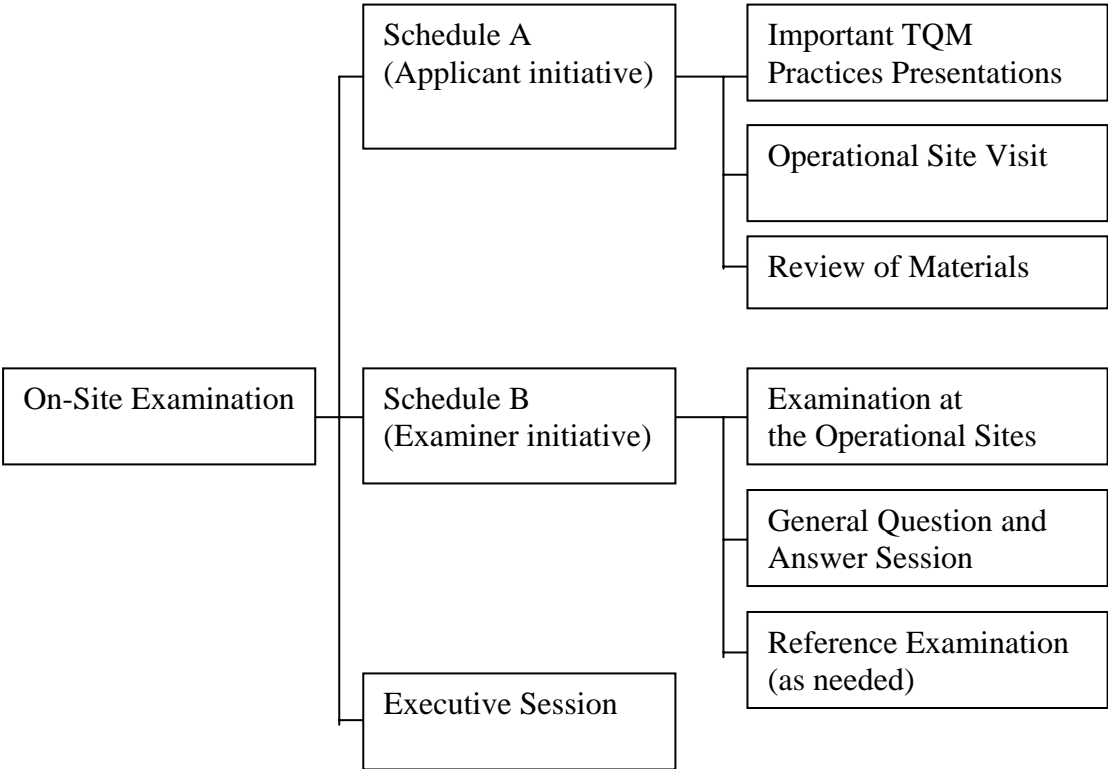 On-Site Examination
Schedule A
(Applicant initiative)
Important TQM
Practices Presentations
Operational Site Visit
Review of Materials
Schedule B
(Examiner initiative)
Examination at
the Operational Sites
General Question and
Answer Session
Reference Examination
(as needed)
Executive Session